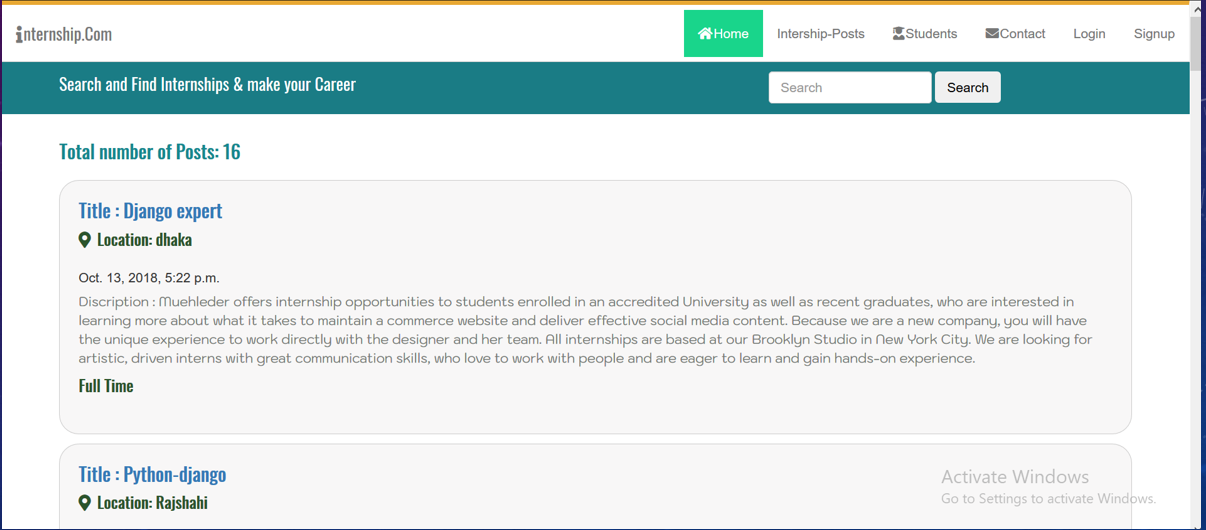 internship.Com
Home
Intership-Posts
Students
Contact
Login
Signup
Search and Find Internships & make your Career
Search
Search
Total number of Posts: 16
Title : Django expert
Location: dhaka
Oct. 13, 2018, 5:22 p.m.
Discription : Muehleder offers internship opportunities to students enrolled in an accredited University as well as recent graduates, who are interested in
learning more about what it takes to maintain a commerce website and deliver effective social media content. Because we are a new company, you will have
the unique experience to work directly with the designer and her team. All internships are based at our Brooklyn Studio in New York City. We are looking for
artistic, driven interns with great communication skills, who love to work with people and are eager to learn and gain hands-on experience.
Full Time
Title : Python-django
Location: Rajshahi
Activate Windows
Go to Settings to activate Windows.